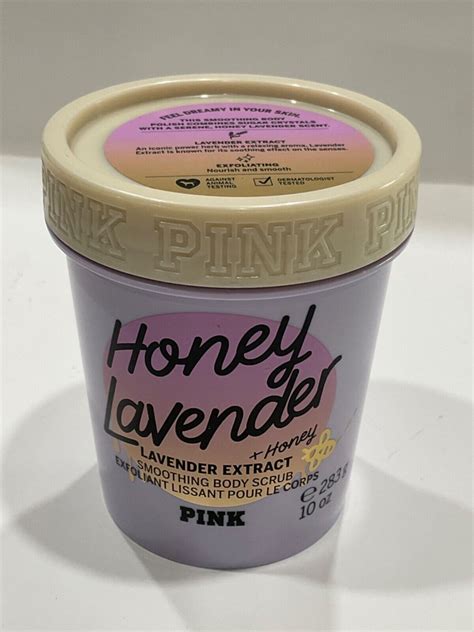 FEEL DREAMY IN YOUR SKIN.
THIS SMOOTHING BODY
POLISH COMBINES SUGAR CRYSTALS
WITH A SERENE, HONEY LAVENDER SCENT.
LAVENDER EXTRACT
An iconic power herb with a relaxing aroma, Lavender
Extract is known for its soothing effect on the senses.
EXFOLIATING
Nourish and smooth
AGAINST
ANIMAL
TESTING
DERMATOLOGIST
TESTED
PINK PINK PINK
Honey
Lavender
+ Honey
LAVENDER EXTRACT
SMOOTHING BODY SCRUB
EXFOLIANT LISSANT POUR LE CORPS
PINK
℮ 283 g
10 oz